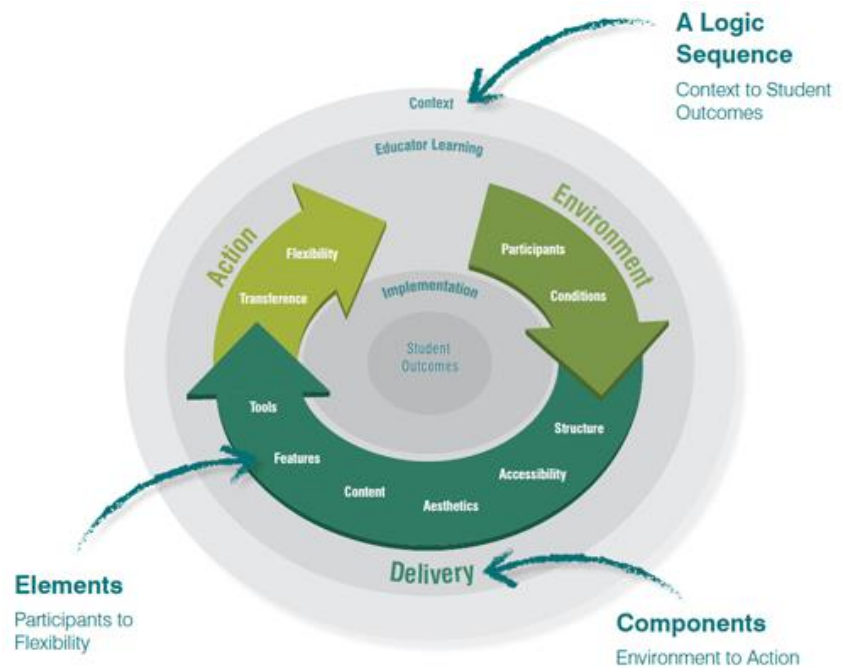 A Logic
Sequence
Context to Student
Outcomes
Context
Educator Learning
Action
Environment
Flexibility
Transference
Participants
Conditions
Implementation
Student
Outcomes
Tools
Features
Content
Aesthetics
Accessibility
Structure
Delivery
Elements
Participants to
Flexibility
Components
Environment to Action